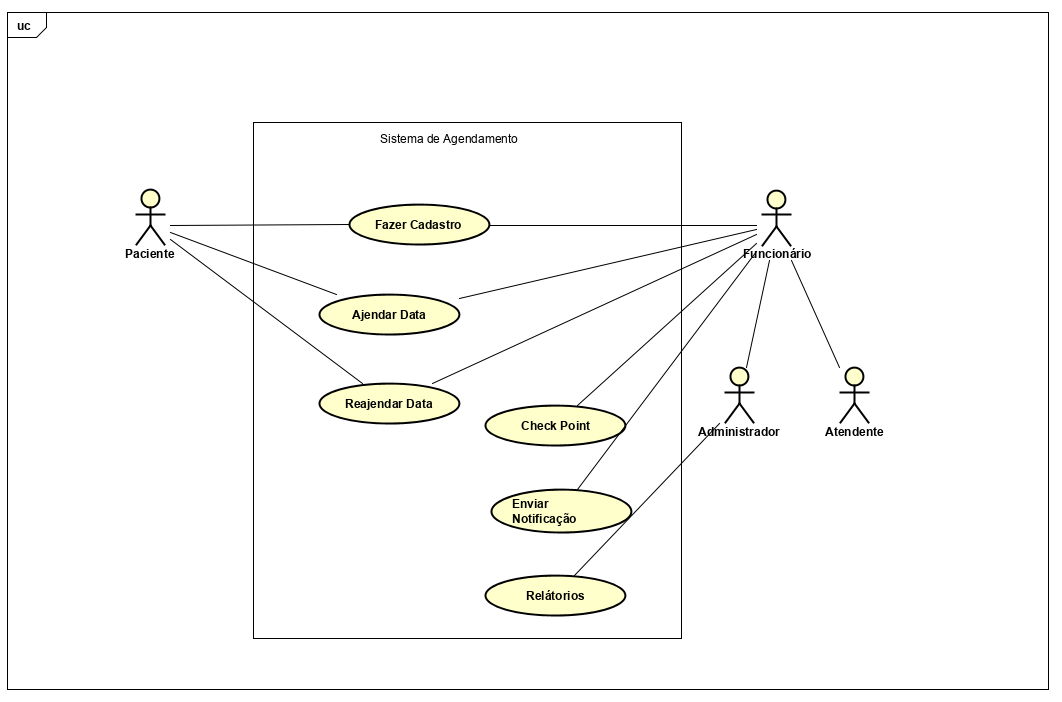 uc
Sistema de Agendamento
Fazer Cadastro
Paciente
Funcionário
Ajendar Data
Reajendar Data
Check Point
Administrador
Atendente
Enviar
Notificação
Relátorios